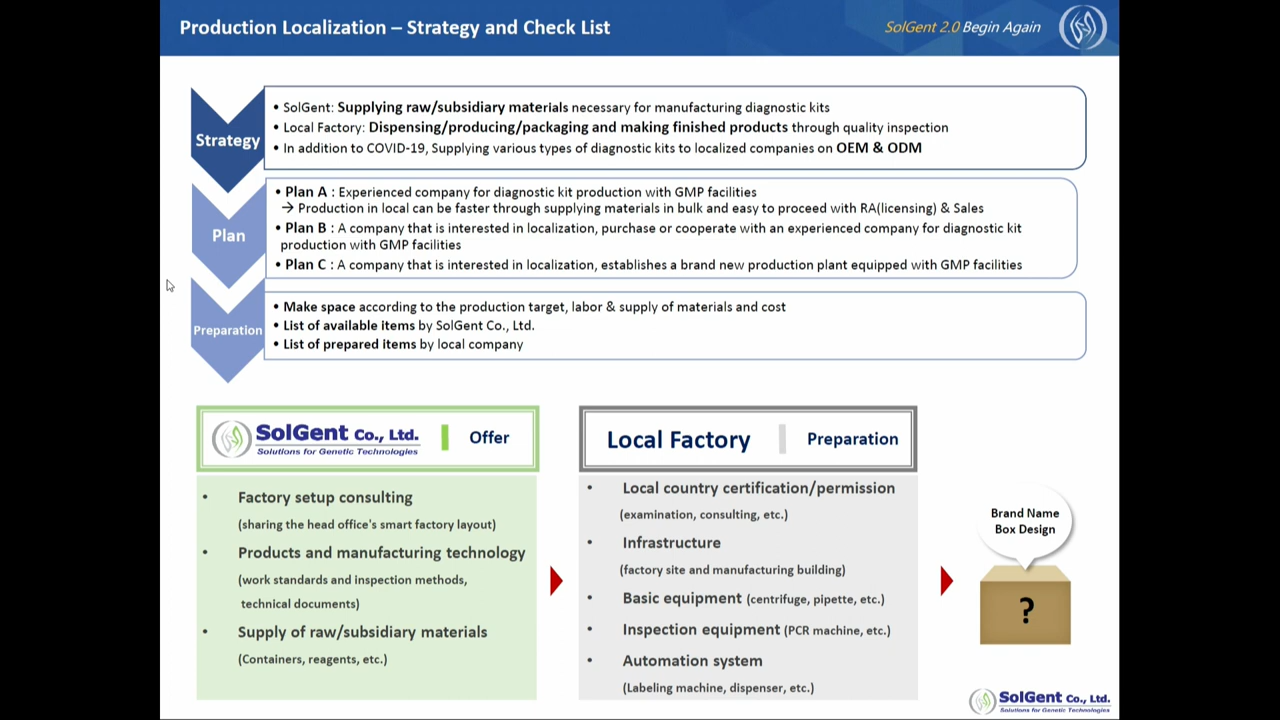 Production Localization – Strategy and Check List
SolGent 2.0 Begin Again
Strategy
• SolGent: Supplying raw/subsidiary materials necessary for manufacturing diagnostic kits
• Local Factory: Dispensing/producing/packaging and making finished products through quality inspection
• In addition to COVID-19, Supplying various types of diagnostic kits to localized companies on OEM & ODM
Plan
• Plan A : Experienced company for diagnostic kit production with GMP facilities
→ Production in local can be faster through supplying materials in bulk and easy to proceed with RA(licensing) & Sales
• Plan B : A company that is interested in localization, purchase or cooperate with an experienced company for diagnostic kit
production with GMP facilities
• Plan C : A company that is interested in localization, establishes a brand new production plant equipped with GMP facilities
Preparation
• Make space according to the production target, labor & supply of materials and cost
• List of available items by SolGent Co., Ltd.
• List of prepared items by local company
SolGent Co., Ltd.
Solutions for Genetic Technologies
Offer
• Factory setup consulting
(sharing the head office's smart factory layout)
• Products and manufacturing technology
(work standards and inspection methods,
technical documents)
• Supply of raw/subsidiary materials
(Containers, reagents, etc.)
Local Factory
Preparation
• Local country certification/permission
(examination, consulting, etc.)
• Infrastructure
(factory site and manufacturing building)
• Basic equipment (centrifuge, pipette, etc.)
• Inspection equipment (PCR machine, etc.)
• Automation system
(Labeling machine, dispenser, etc.)
Brand Name
Box Design
?
SolGent Co., Ltd.
Solutions for Genetic Technologies